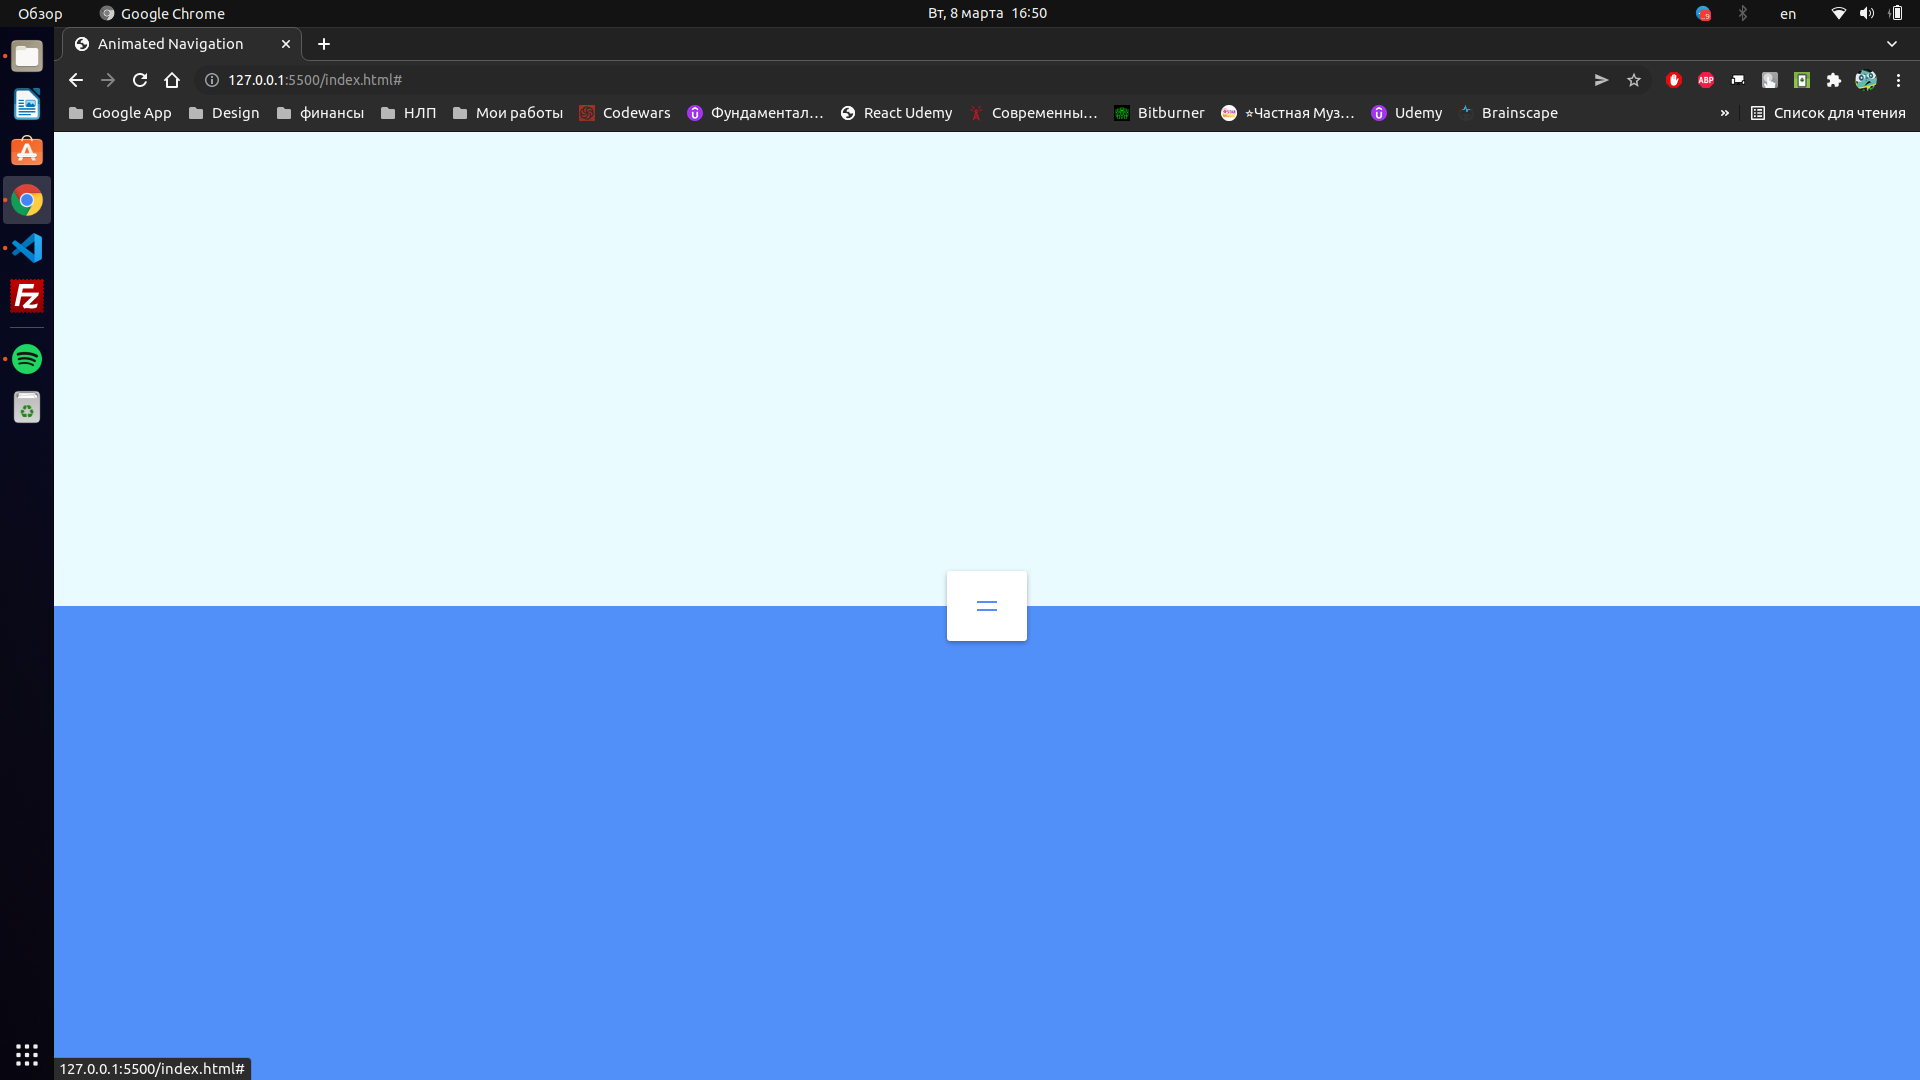 Обзор Google Chrome Вт, 8 марта 16:50 en
Animated Navigation
127.0.0.1:5500/index.html# ABP
Google App Design финансы НЛП Мои работы Codewars Фундаментал… React Udemy Современны… Bitburner ⭐Частная Муз… Udemy Brainscape » Список для чтения
Fz
127.0.0.1:5500/index.html#